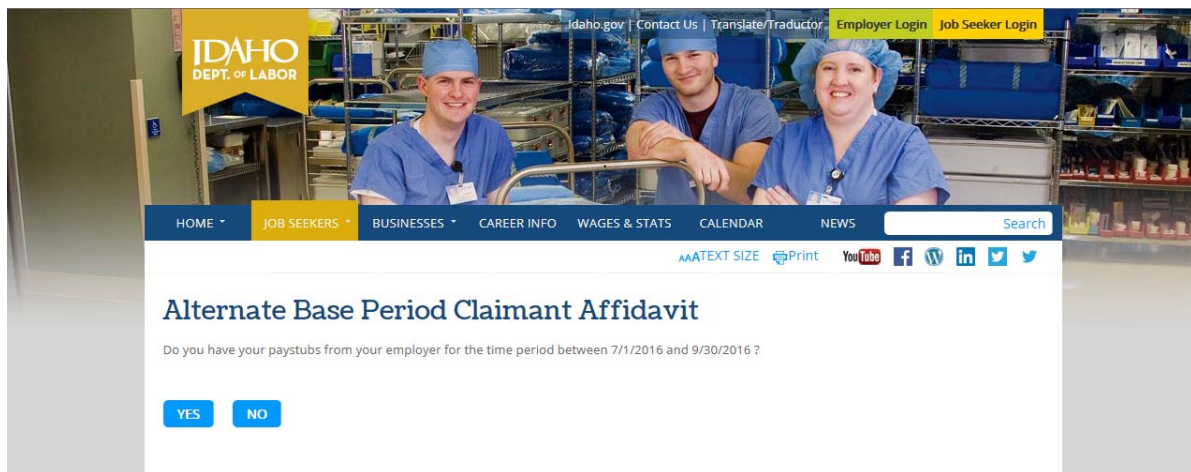 IDAHO
DEPT. OF LABOR
Idaho.gov | Contact Us | Translate/Traductor Employer Login Job Seeker Login
HOME JOB SEEKERS BUSINESSES CAREER INFO WAGES & STATS CALENDAR NEWS Search
AAATEXT SIZE Print YouTube
Alternate Base Period Claimant Affidavit
Do you have your paystubs from your employer for the time period between 7/1/2016 and 9/30/2016 ?
YES NO